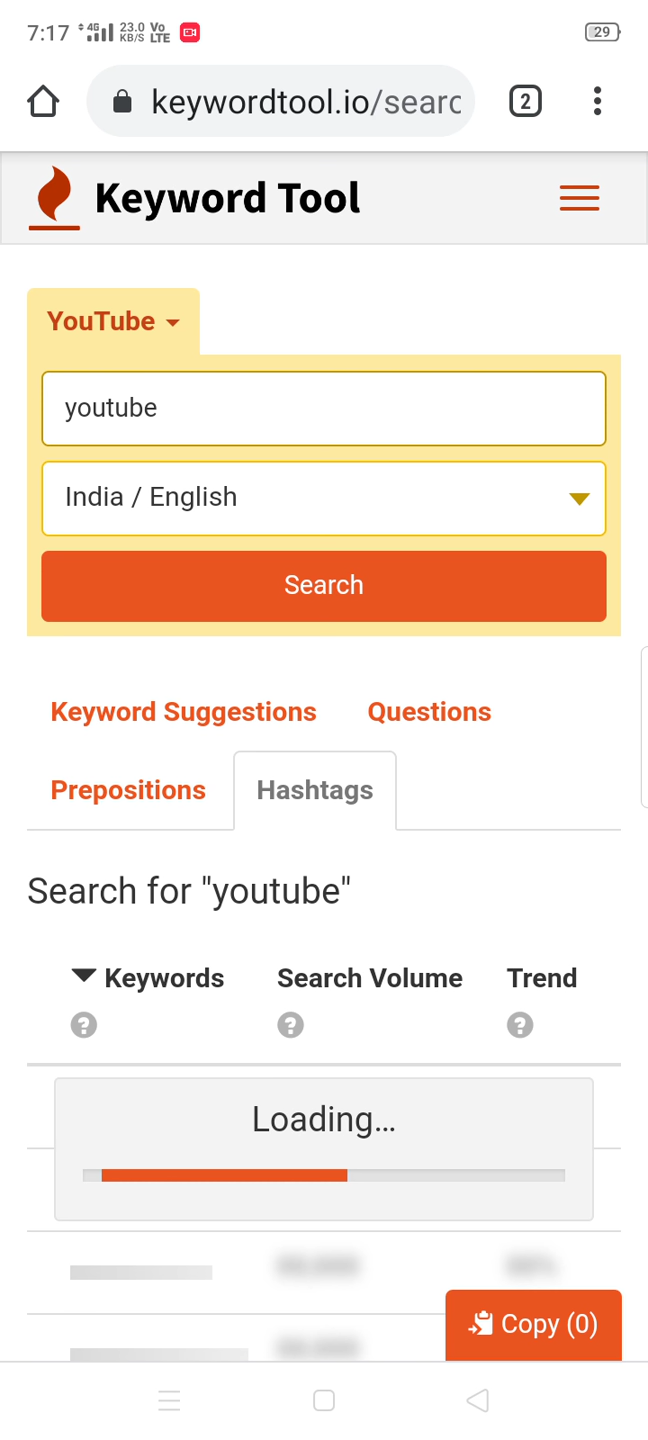 7:17 4G 23.0 KB/S Vo LTE 29
keywordtool.io/searc 2
Keyword Tool
YouTube
youtube
India / English
Search
Keyword Suggestions Questions
Prepositions Hashtags
Search for "youtube"
Keywords Search Volume Trend
? ? ?
Loading...
Copy (0)